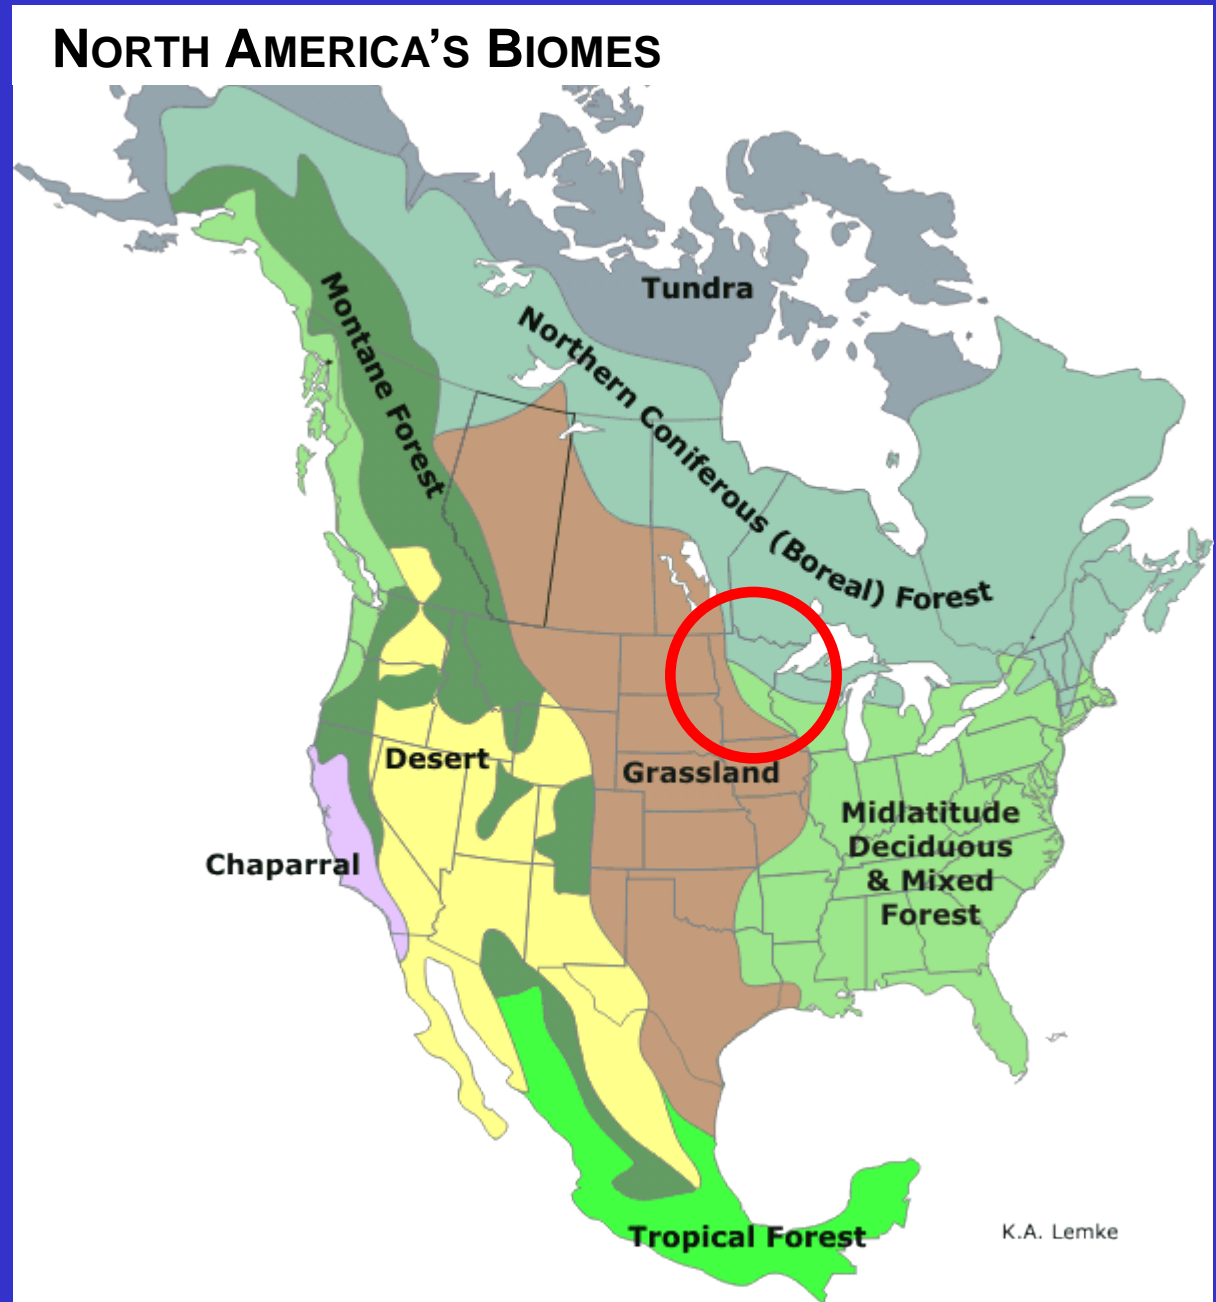 NORTH AMERICA'S BIOMES
Tundra
Northern Coniferous (Boreal) Forest
Montane Forest
Desert
Grassland
Chaparral
Midlatitude
Deciduous
& Mixed
Forest
Tropical Forest
K.A. Lemke